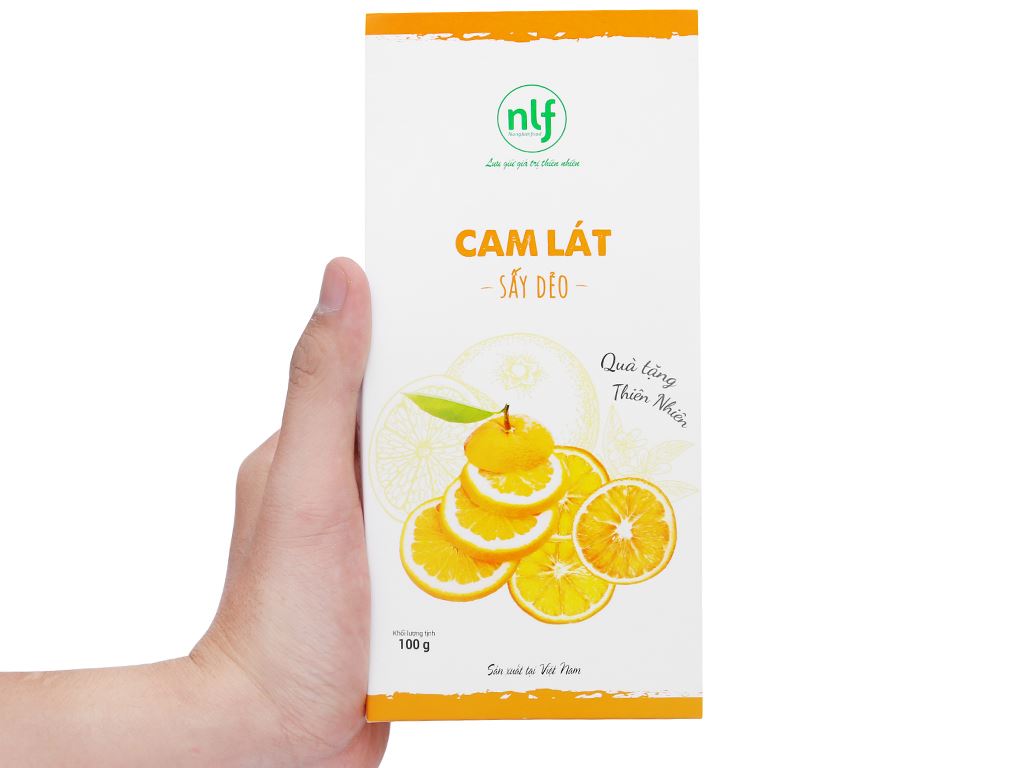 nlf
Nonglamfood
Lưu giữ giá trị thiên nhiên
CAM LÁT
- SẤY DẺO -
Quà tặng
Thiên Nhiên
Khối lượng tịnh
100 g
Sản xuất tại Việt Nam